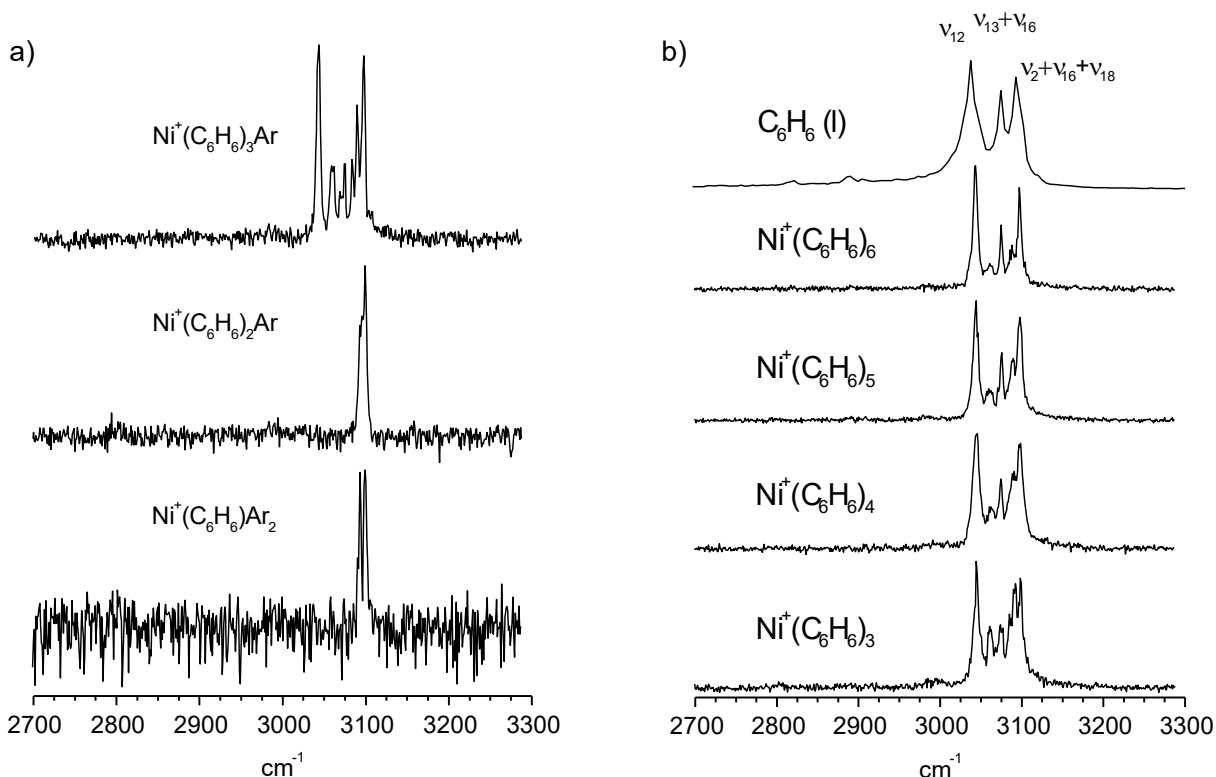 a)
Ni⁺(C₆H₆)₃Ar
Ni⁺(C₆H₆)₂Ar
Ni⁺(C₆H₆)Ar₂
2700 2800 2900 3000 3100 3200 3300
cm⁻¹
b)
ν₁₂
ν₁₃+ν₁₆
ν₂+ν₁₆+ν₁₈
C₆H₆ (l)
Ni⁺(C₆H₆)₆
Ni⁺(C₆H₆)₅
Ni⁺(C₆H₆)₄
Ni⁺(C₆H₆)₃
2700 2800 2900 3000 3100 3200 3300
cm⁻¹